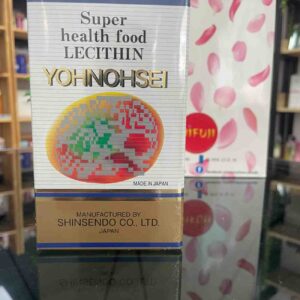 Super
health food
LECITHIN
YOHNOHSEI
MADE IN JAPAN
MANUFACTURED BY
SHINSENDO CO., LTD.
JAPAN